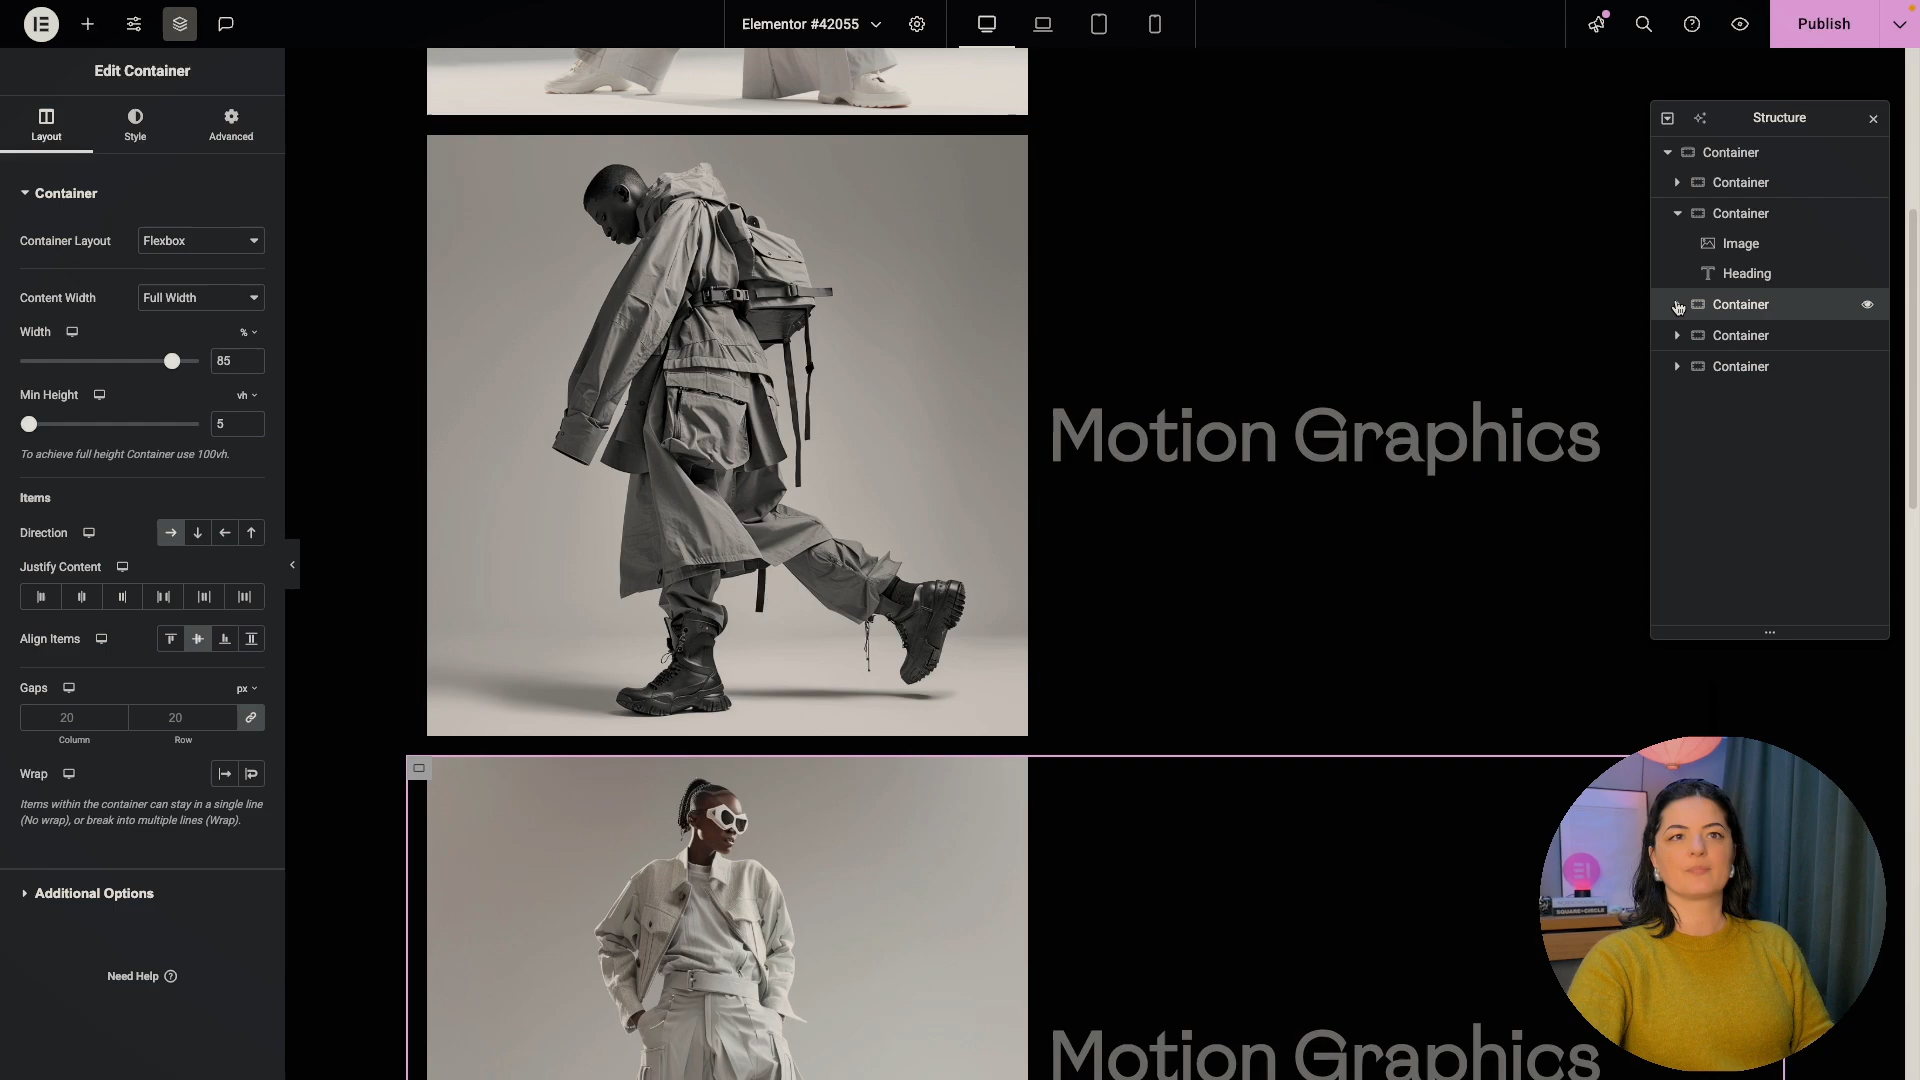 Elementor #42055
Publish
Edit Container
Layout
Style
Advanced
Container
Container Layout
Flexbox
Content Width
Full Width
Width
%
85
Min Height
vh
5
To achieve full height Container use 100vh.
Items
Direction
Justify Content
Align Items
Gaps
px
20
20
Column
Row
Wrap
Items within the container can stay in a single line
(No wrap), or break into multiple lines (Wrap).
Additional Options
Need Help
Motion Graphics
Motion Graphics
Structure
Container
Container
Container
Image
Heading
Container
Container
Container
SQUARE+CIRCLE